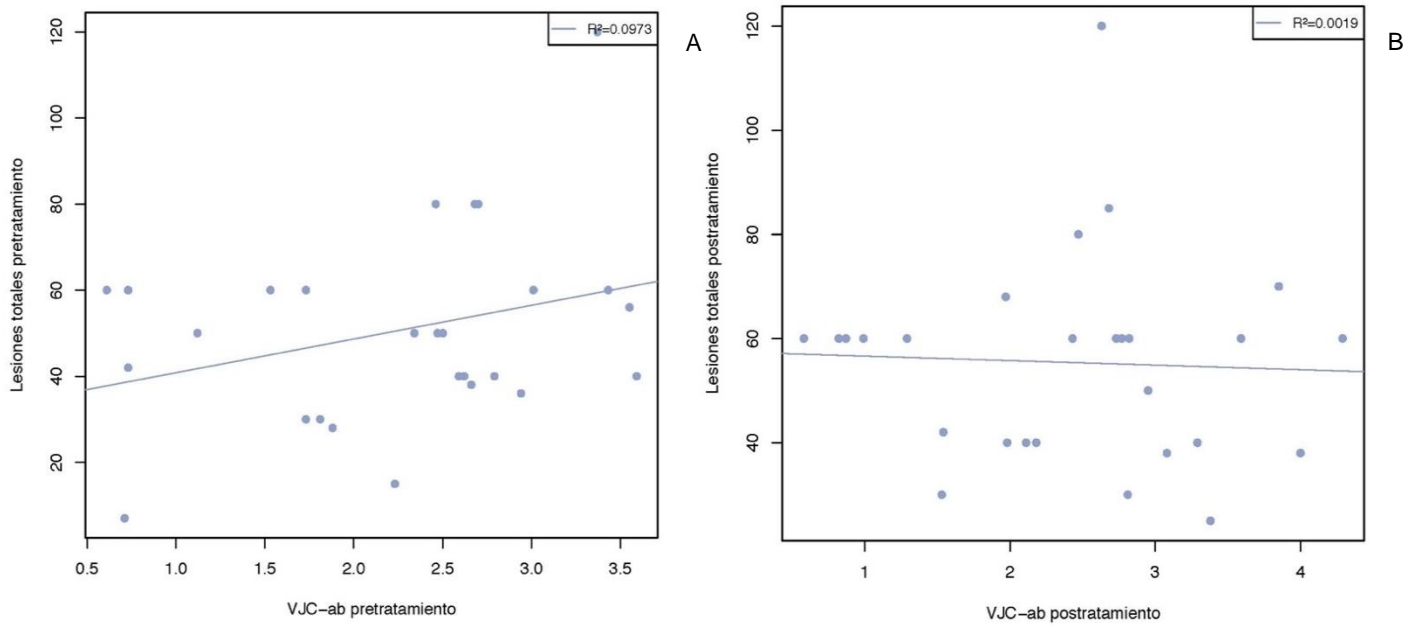 R²=0.0973
A
120
100
80
60
40
20
Lesiones totales pretratamiento
0.5 1.0 1.5 2.0 2.5 3.0 3.5
VJC−ab pretratamiento
R²=0.0019
B
120
100
80
60
40
Lesiones totales postratamiento
1 2 3 4
VJC−ab postratamiento